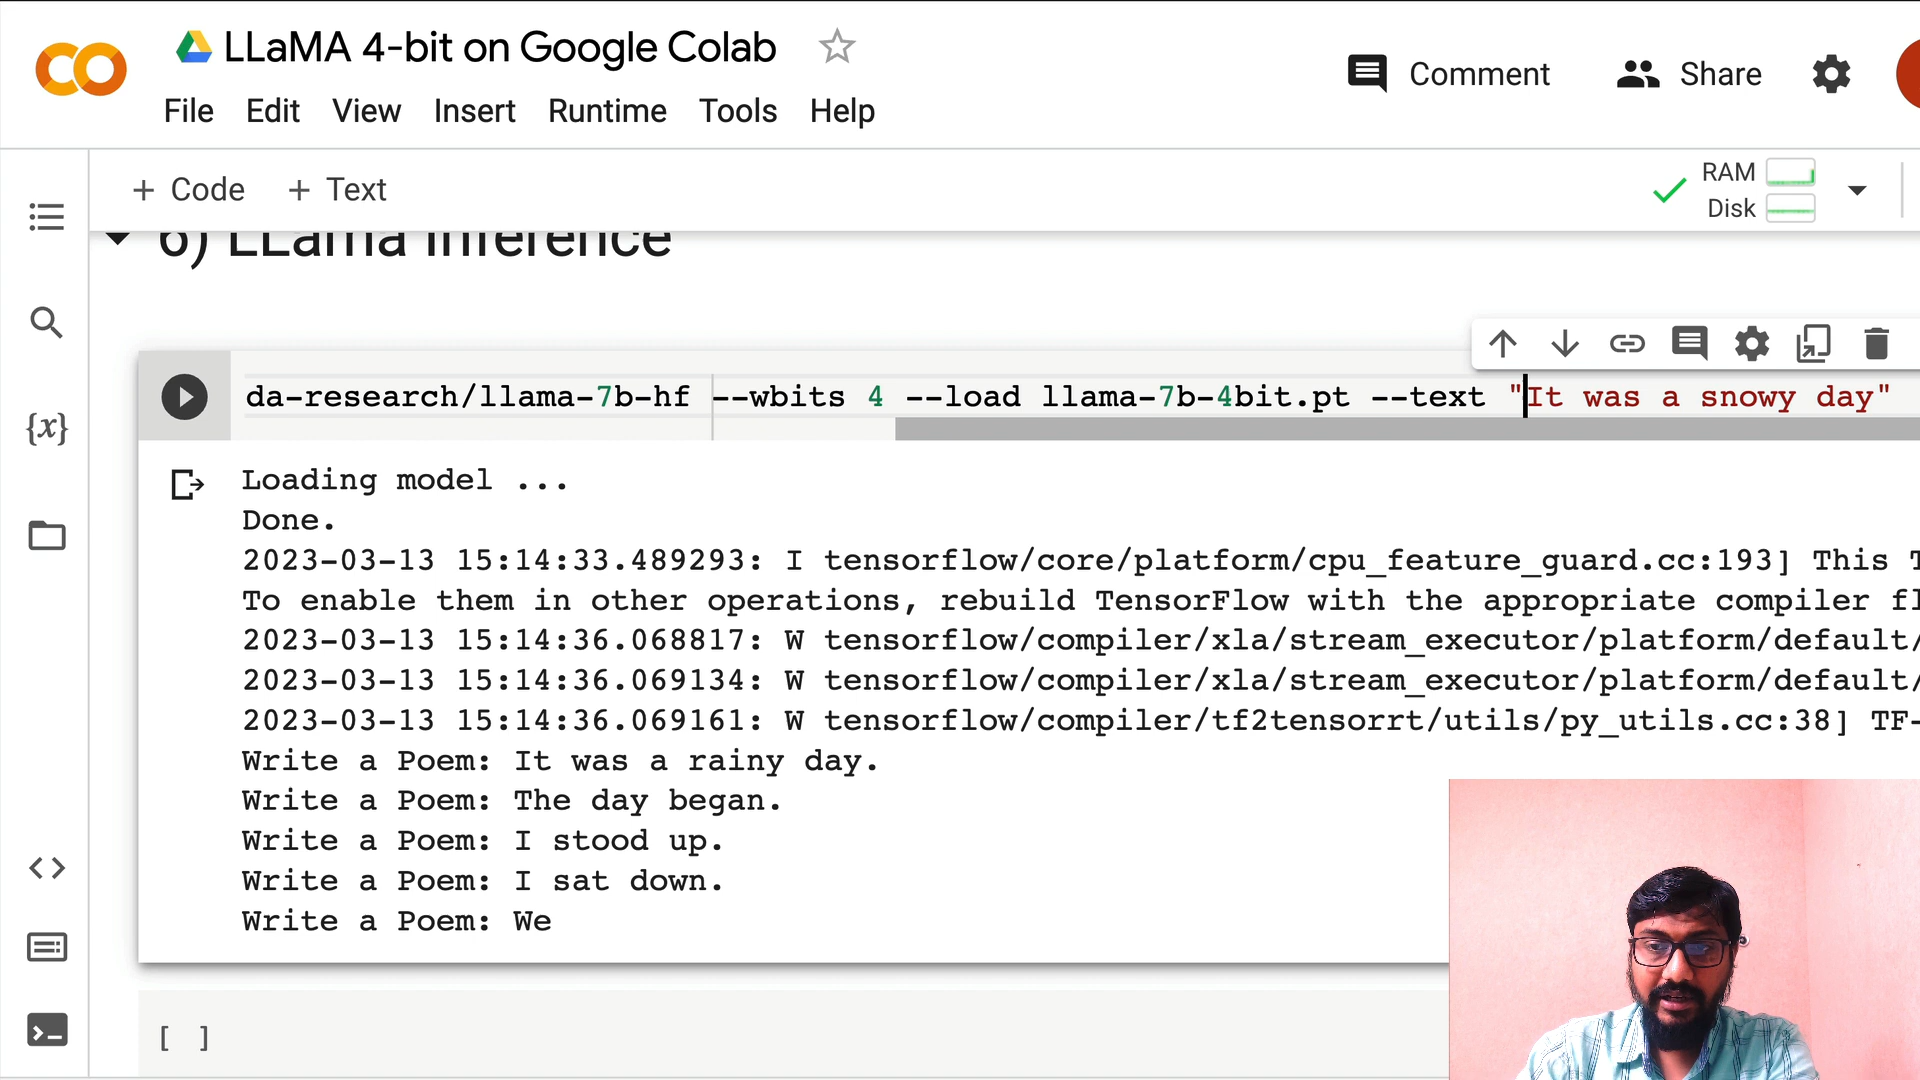 LLaMA 4-bit on Google Colab
Comment
Share
File Edit View Insert Runtime Tools Help
+ Code + Text
RAM
Disk
6) LLama Inference
da-research/llama-7b-hf --wbits 4 --load llama-7b-4bit.pt --text "It was a snowy day"
Loading model ...
Done.
2023-03-13 15:14:33.489293: I tensorflow/core/platform/cpu_feature_guard.cc:193] This T
To enable them in other operations, rebuild TensorFlow with the appropriate compiler fl
2023-03-13 15:14:36.068817: W tensorflow/compiler/xla/stream_executor/platform/default/
2023-03-13 15:14:36.069134: W tensorflow/compiler/xla/stream_executor/platform/default/
2023-03-13 15:14:36.069161: W tensorflow/compiler/tf2tensorrt/utils/py_utils.cc:38] TF-
Write a Poem: It was a rainy day.
Write a Poem: The day began.
Write a Poem: I stood up.
Write a Poem: I sat down.
Write a Poem: We
[ ]